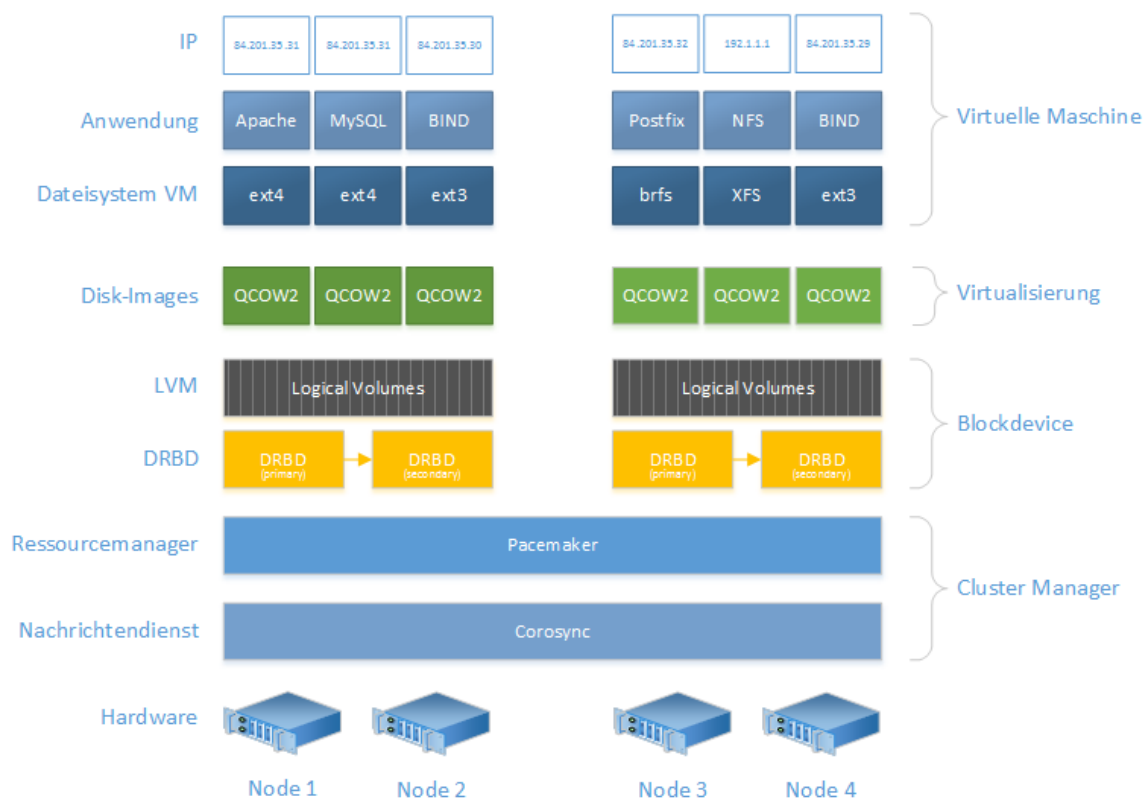 IP
84.201.35.31 84.201.35.31 84.201.35.30 84.201.35.32 192.1.1.1 84.201.35.29
Anwendung Apache MySQL BIND Postfix NFS BIND Virtuelle Maschine
Dateisystem VM ext4 ext4 ext3 brfs XFS ext3
Disk-Images QCOW2 QCOW2 QCOW2 QCOW2 QCOW2 QCOW2 Virtualisierung
LVM Logical Volumes Logical Volumes
Blockdevice
DRBD DRBD DRBD DRBD DRBD
(primary) (secondary) (primary) (secondary)
Ressourcemanager Pacemaker
Cluster Manager
Nachrichtendienst Corosync
Hardware
Node 1 Node 2 Node 3 Node 4